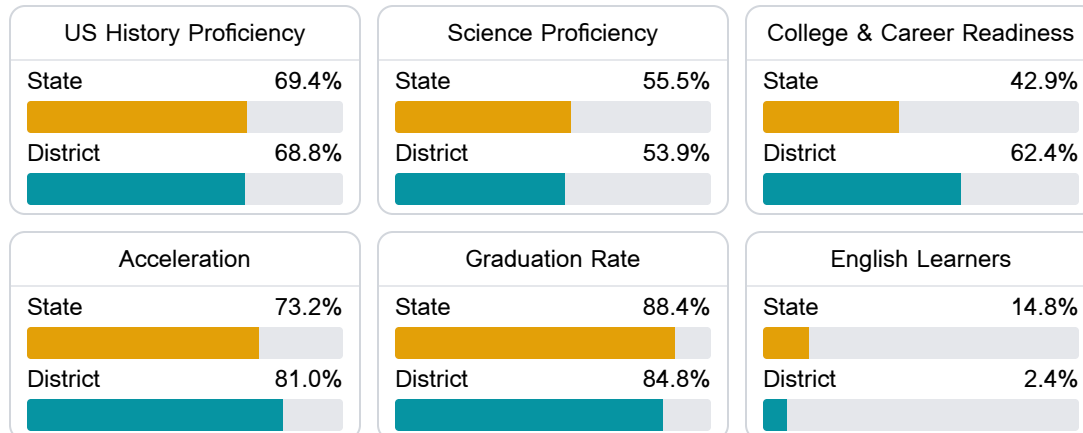 US History Proficiency
State 69.4%
District 68.8%
Science Proficiency
State 55.5%
District 53.9%
College & Career Readiness
State 42.9%
District 62.4%
Acceleration
State 73.2%
District 81.0%
Graduation Rate
State 88.4%
District 84.8%
English Learners
State 14.8%
District 2.4%